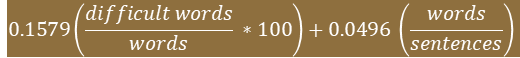 0.1579 (difficult words / words * 100) + 0.0496 (words / sentences)